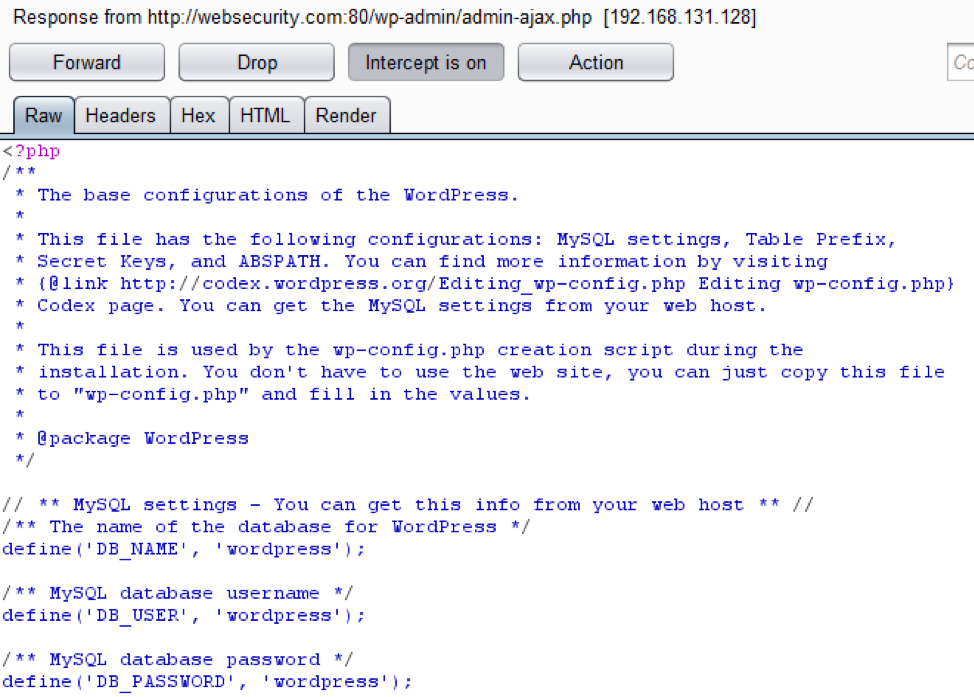 Response from http://websecurity.com:80/wp-admin/admin-ajax.php [192.168.131.128]
Forward Drop Intercept is on Action Co
Raw Headers Hex HTML Render
<?php
/**
 * The base configurations of the WordPress.
 *
 * This file has the following configurations: MySQL settings, Table Prefix,
 * Secret Keys, and ABSPATH. You can find more information by visiting
 * {@link http://codex.wordpress.org/Editing_wp-config.php Editing wp-config.php}
 * Codex page. You can get the MySQL settings from your web host.
 *
 * This file is used by the wp-config.php creation script during the
 * installation. You don't have to use the web site, you can just copy this file
 * to "wp-config.php" and fill in the values.
 *
 * @package WordPress
 */
// ** MySQL settings - You can get this info from your web host ** //
/** The name of the database for WordPress */
define('DB_NAME', 'wordpress');
/** MySQL database username */
define('DB_USER', 'wordpress');
/** MySQL database password */
define('DB_PASSWORD', 'wordpress');